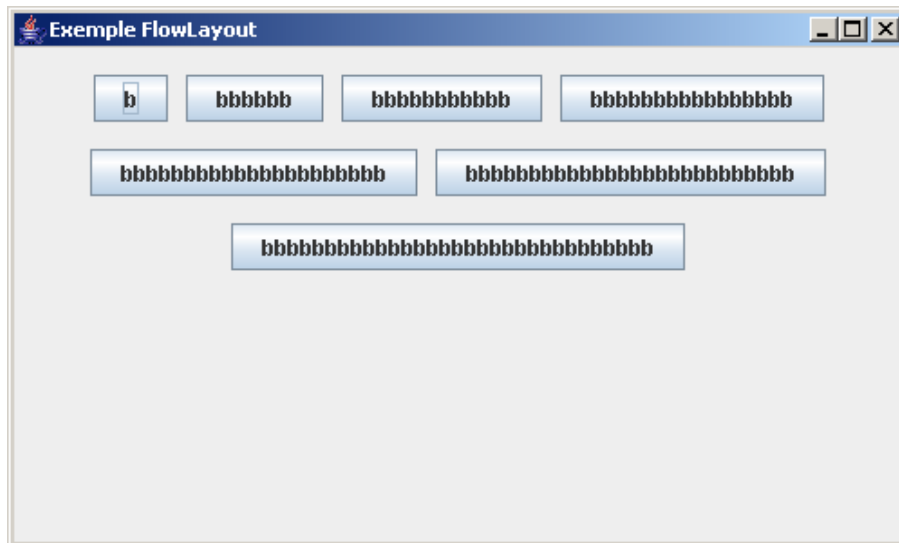 Exemple FlowLayout
b bbbbbb bbbbbbbbbbb bbbbbbbbbbbbbbbb
bbbbbbbbbbbbbbbbbbbbb bbbbbbbbbbbbbbbbbbbbbbbbbb
bbbbbbbbbbbbbbbbbbbbbbbbbbbbbbb